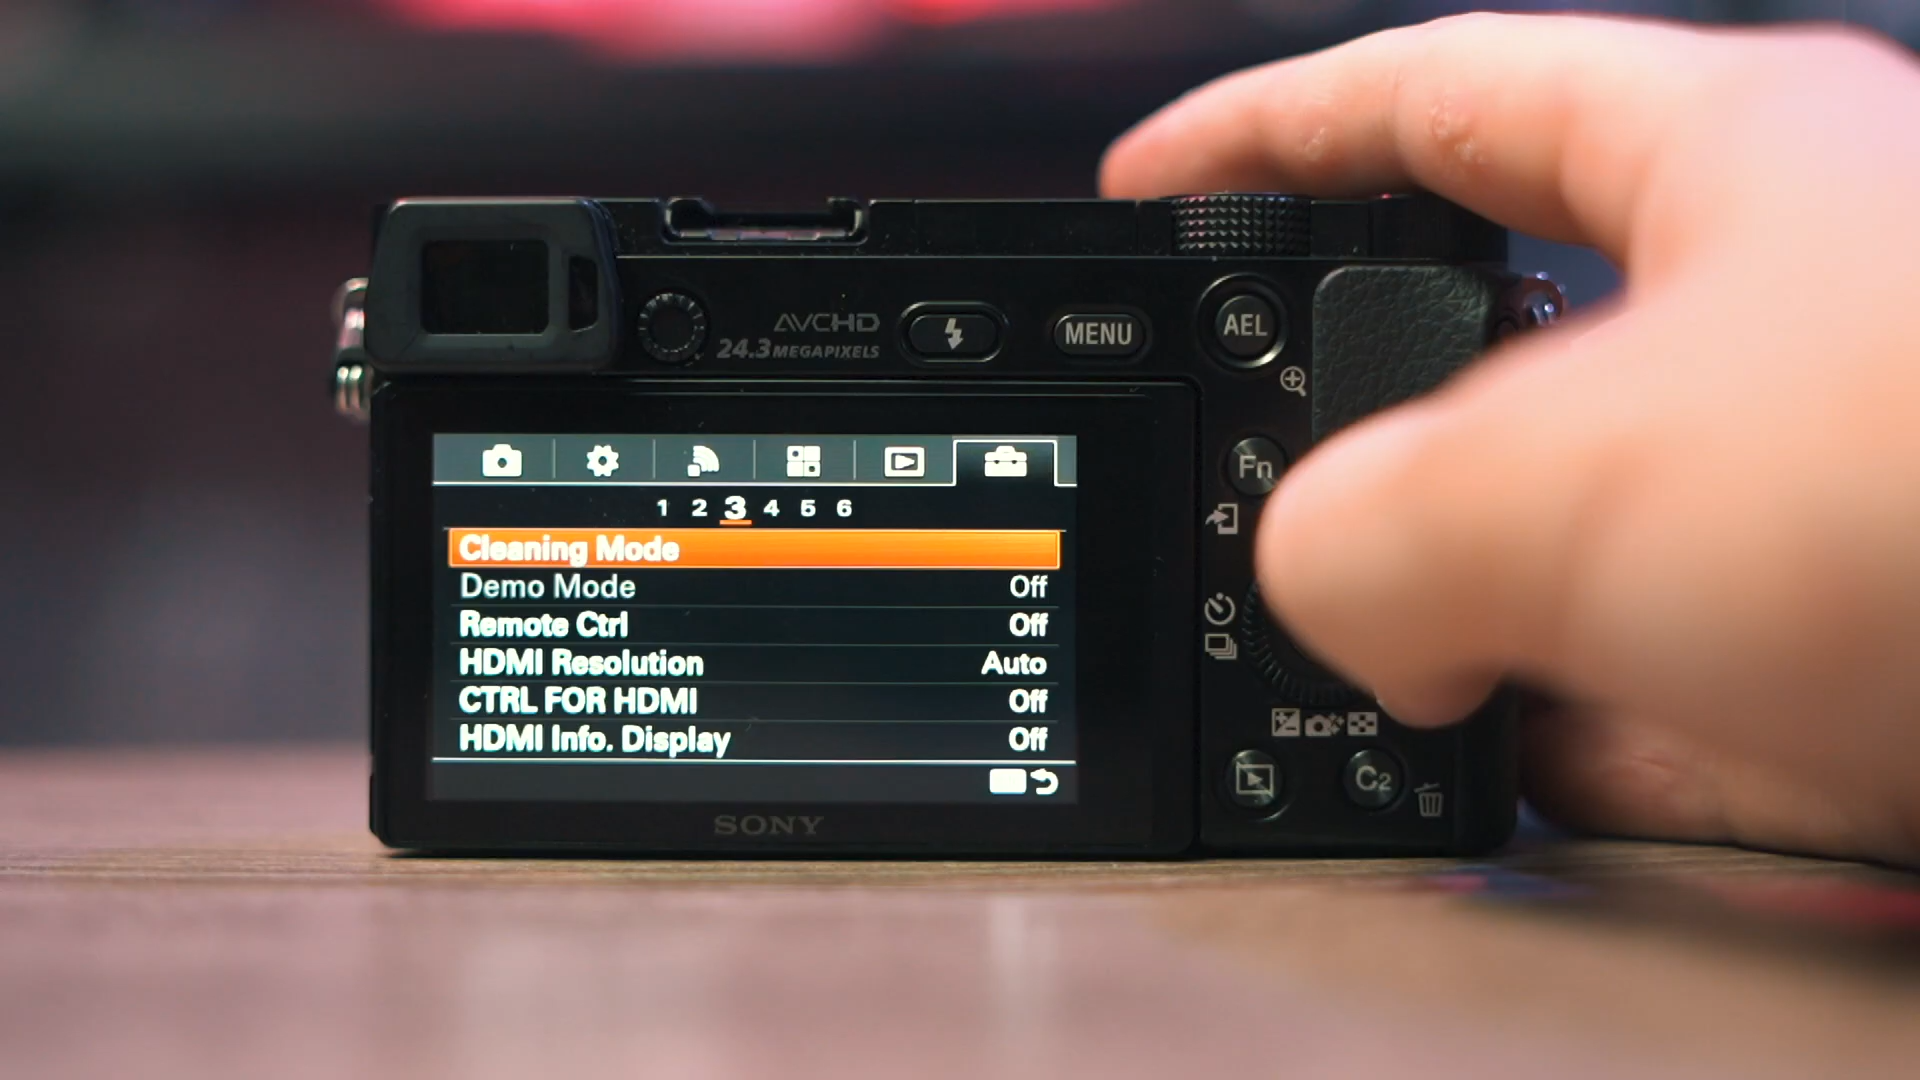 AVCHD
24.3 MEGAPIXELS
MENU
AEL
Fn
1 2 3 4 5 6
Cleaning Mode
Demo Mode Off
Remote Ctrl Off
HDMI Resolution Auto
CTRL FOR HDMI Off
HDMI Info. Display Off
C2
SONY